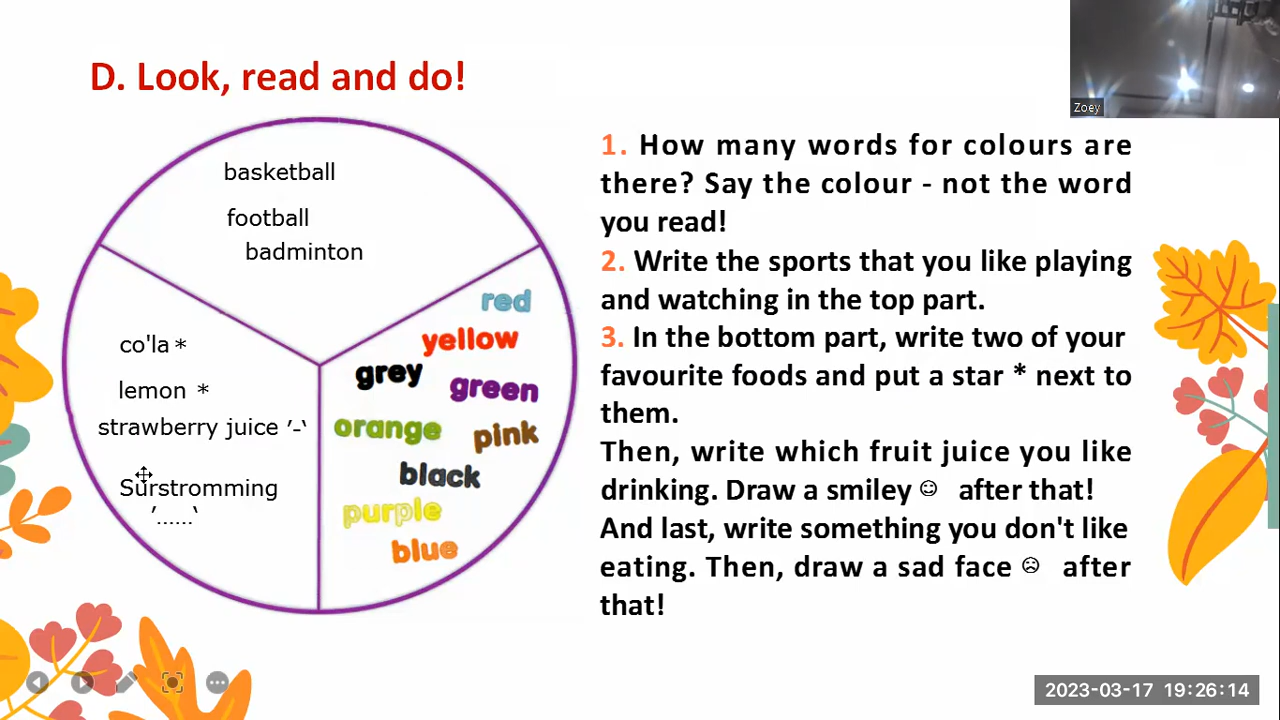 D. Look, read and do!
Zoey
basketball
football
badminton
co'la *
lemon *
strawberry juice ’-‘
Surstromming
’......‘
red
yellow
grey
green
orange
pink
black
purple
blue
1. How many words for colours are
there? Say the colour - not the word
you read!
2. Write the sports that you like playing
and watching in the top part.
3. In the bottom part, write two of your
favourite foods and put a star * next to
them.
Then, write which fruit juice you like
drinking. Draw a smiley ☺ after that!
And last, write something you don't like
eating. Then, draw a sad face ☹ after
that!
2023-03-17 19:26:14